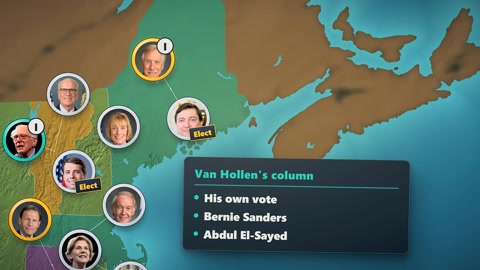 I
I
Elect
Elect
Van Hollen's column
His own vote
Bernie Sanders
Abdul El-Sayed